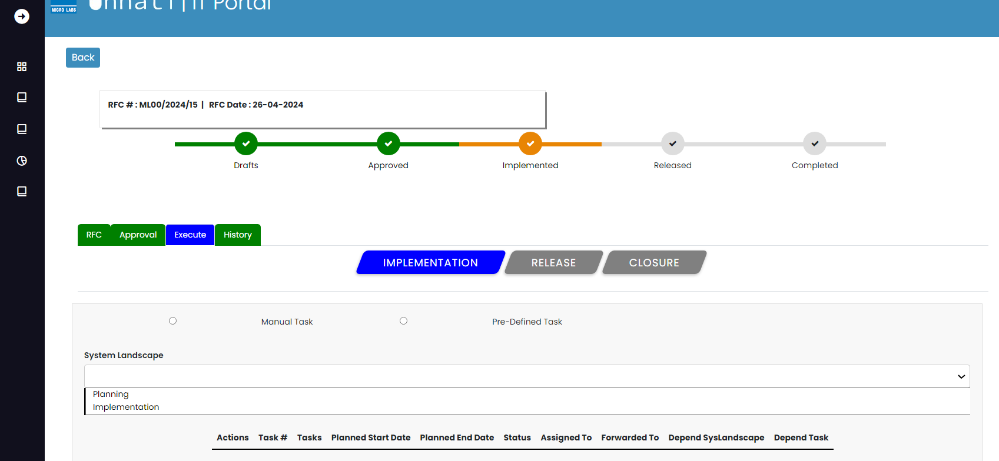 MICRO LABS
Unnati | IT Portal
Back
RFC # : ML00/2024/15 | RFC Date : 26-04-2024
Drafts Approved Implemented Released Completed
RFC Approval Execute History
IMPLEMENTATION RELEASE CLOSURE
Manual Task Pre-Defined Task
System Landscape
Planning
Implementation
Actions Task # Tasks Planned Start Date Planned End Date Status Assigned To Forwarded To Depend SysLandscape Depend Task